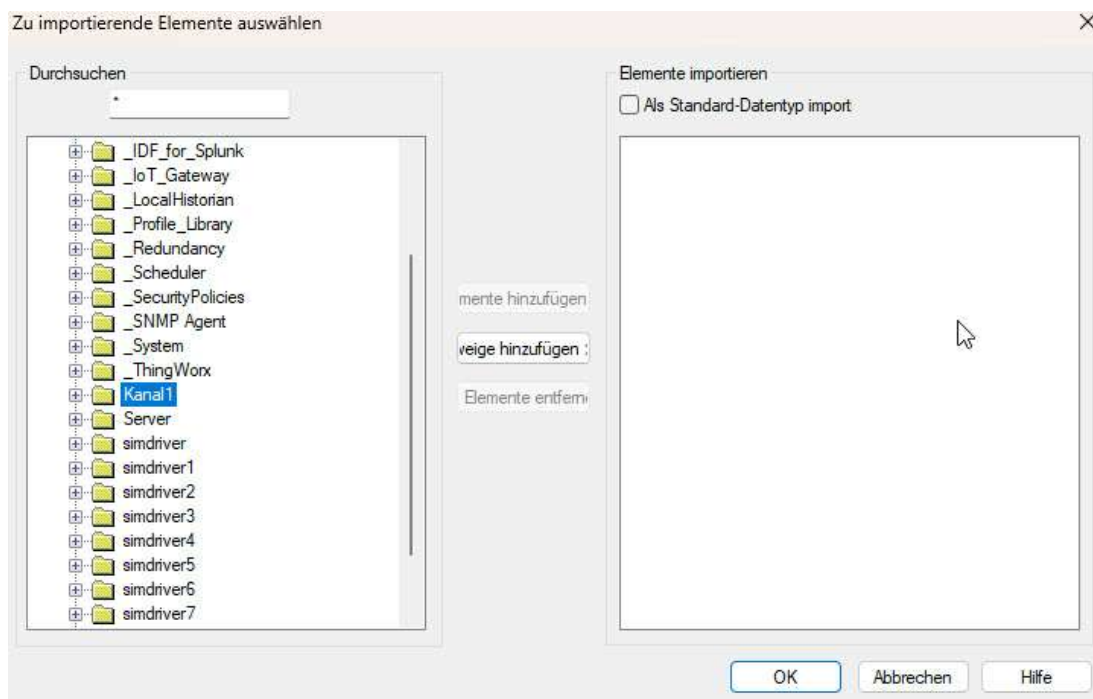 Zu importierende Elemente auswählen
Durchsuchen
*
_IDF_for_Splunk
_IoT_Gateway
_LocalHistorian
_Profile_Library
_Redundancy
_Scheduler
_SecurityPolicies
_SNMP Agent
_System
_ThingWorx
Kanal1
Server
simdriver
simdriver1
simdriver2
simdriver3
simdriver4
simdriver5
simdriver6
simdriver7
mente hinzufügen
weige hinzufügen :
Elemente entferne
Elemente importieren
Als Standard-Datentyp import
OK
Abbrechen
Hilfe